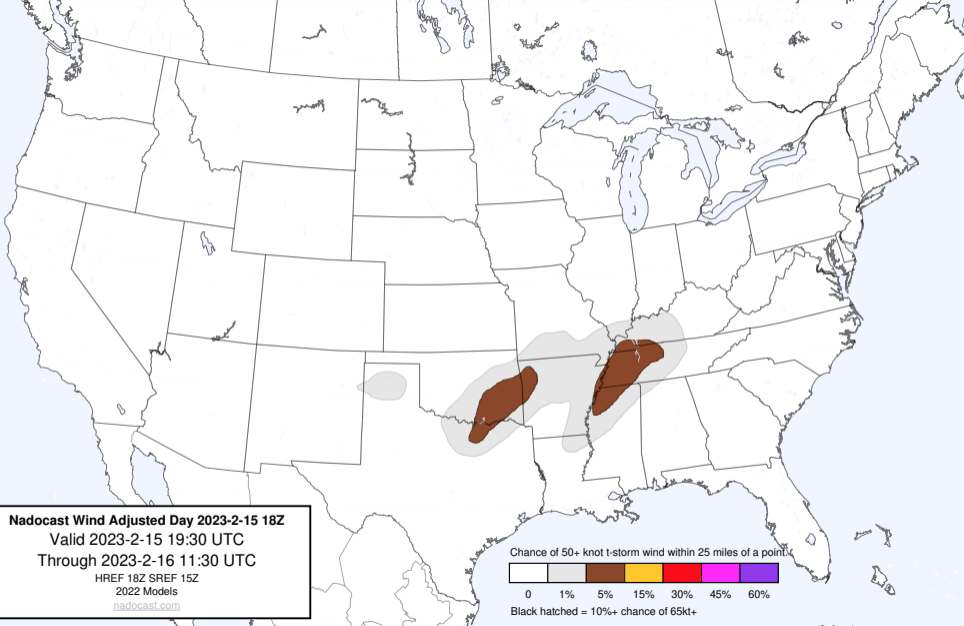 Nadocast Wind Adjusted Day 2023-2-15 18Z
Valid 2023-2-15 19:30 UTC
Through 2023-2-16 11:30 UTC
HREF 18Z SREF 15Z
2022 Models
nadocast.com
Chance of 50+ knot t-storm wind within 25 miles of a point.
0 1% 5% 15% 30% 45% 60%
Black hatched = 10%+ chance of 65kt+